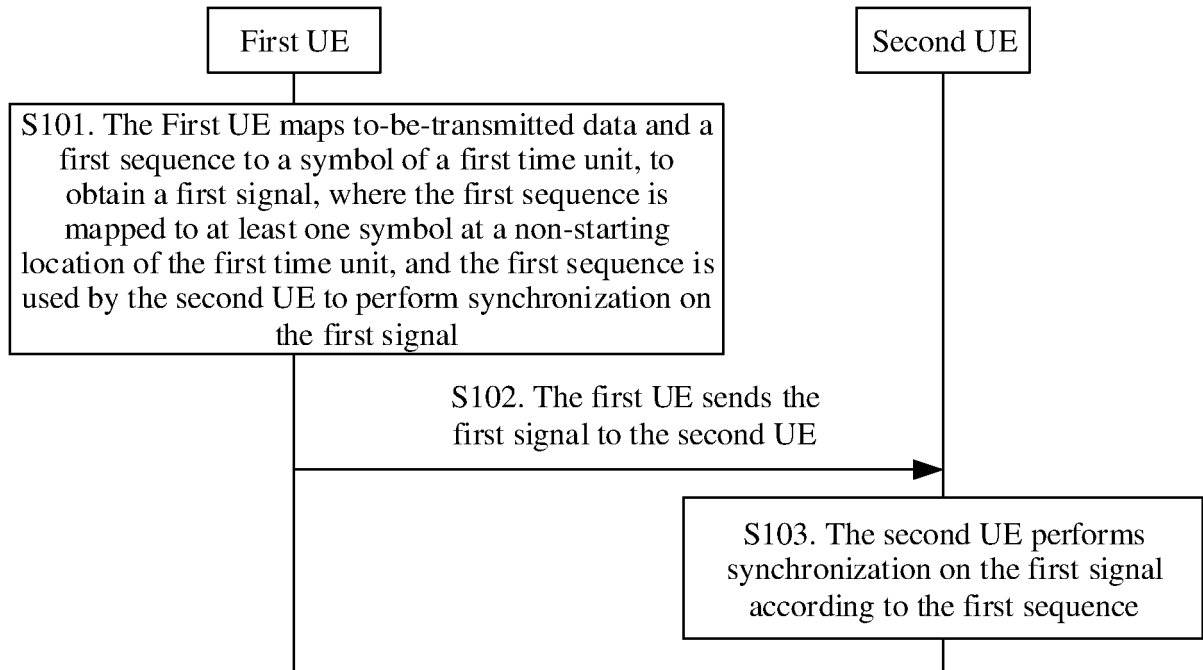 First UE
Second UE
S101. The First UE maps to-be-transmitted data and a
first sequence to a symbol of a first time unit, to
obtain a first signal, where the first sequence is
mapped to at least one symbol at a non-starting
location of the first time unit, and the first sequence is
used by the second UE to perform synchronization on
the first signal
S102. The first UE sends the
first signal to the second UE
S103. The second UE performs
synchronization on the first signal
according to the first sequence